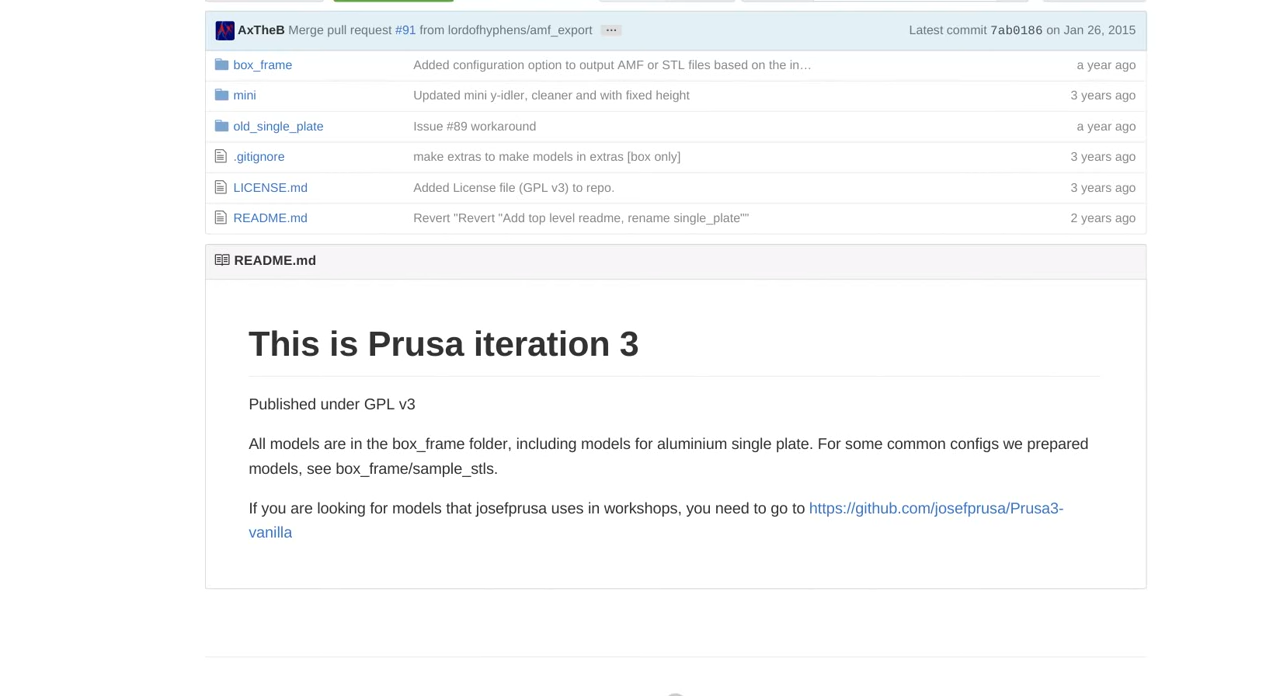 AxTheB Merge pull request #91 from lordofhyphens/amf_export ... Latest commit 7ab0186 on Jan 26, 2015
box_frame Added configuration option to output AMF or STL files based on the in… a year ago
mini Updated mini y-idler, cleaner and with fixed height 3 years ago
old_single_plate Issue #89 workaround a year ago
.gitignore make extras to make models in extras [box only] 3 years ago
LICENSE.md Added License file (GPL v3) to repo. 3 years ago
README.md Revert "Revert "Add top level readme, rename single_plate"" 2 years ago
README.md
This is Prusa iteration 3
Published under GPL v3
All models are in the box_frame folder, including models for aluminium single plate. For some common configs we prepared
models, see box_frame/sample_stls.
If you are looking for models that josefprusa uses in workshops, you need to go to https://github.com/josefprusa/Prusa3-
vanilla